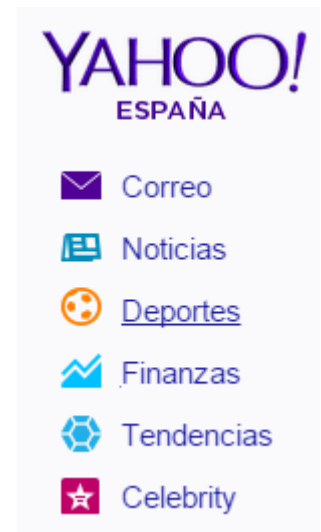 YAHOO!
ESPAÑA
Correo
Noticias
Deportes
Finanzas
Tendencias
Celebrity